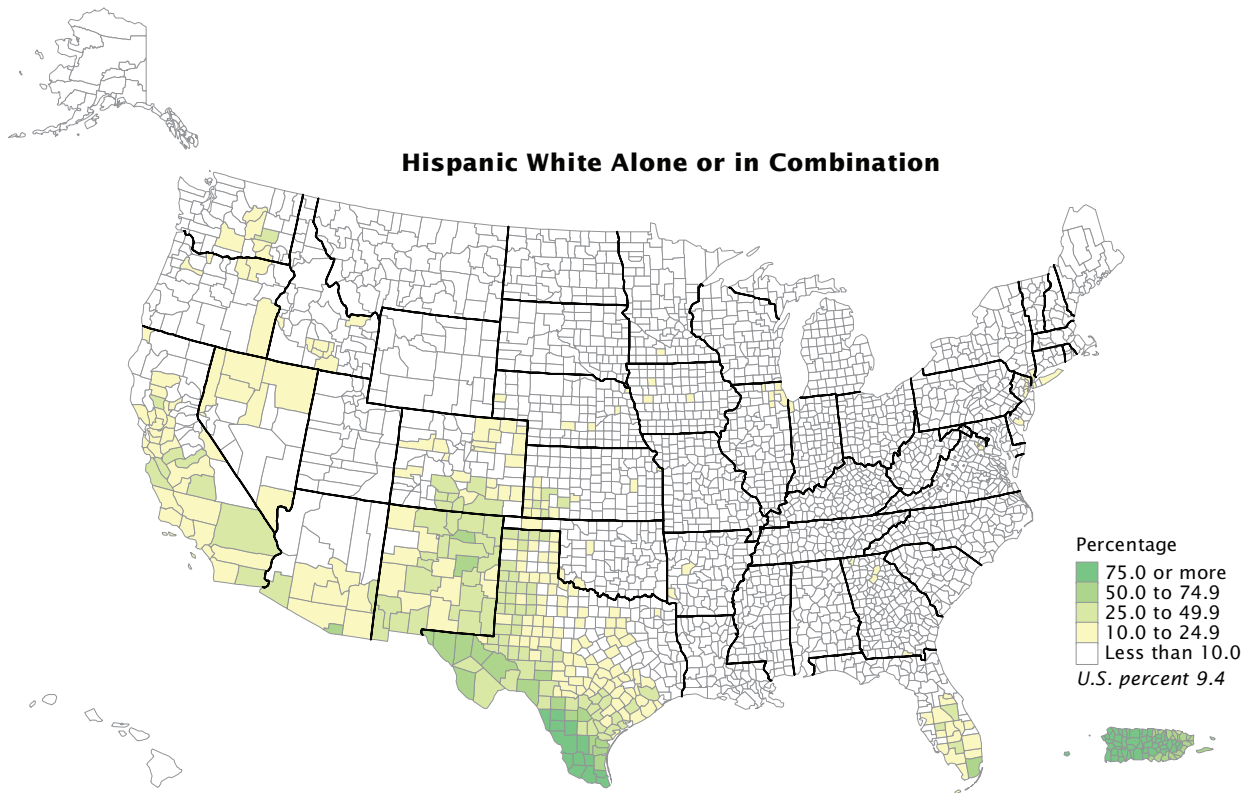 Hispanic White Alone or in Combination
Percentage
75.0 or more
50.0 to 74.9
25.0 to 49.9
10.0 to 24.9
Less than 10.0
U.S. percent 9.4